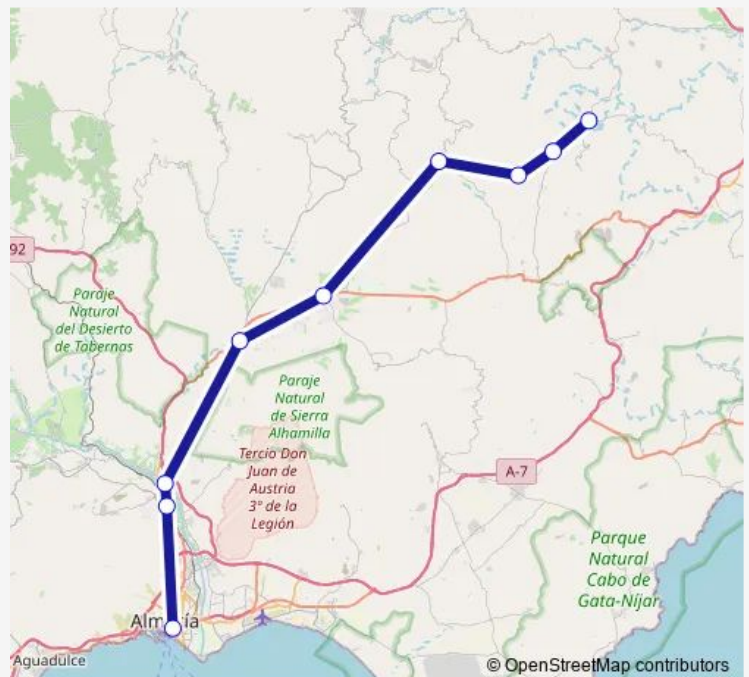 92
Paraje
Natural
del Desierto
de Tabernas
Paraje
Natural
de Sierra
Alhamilla
Tercio Don
Juan de
Austria
3º de la
Legión
A-7
Parque
Natural
Cabo de
Gata-Níjar
Almería
Aguadulce
© OpenStreetMap contributors